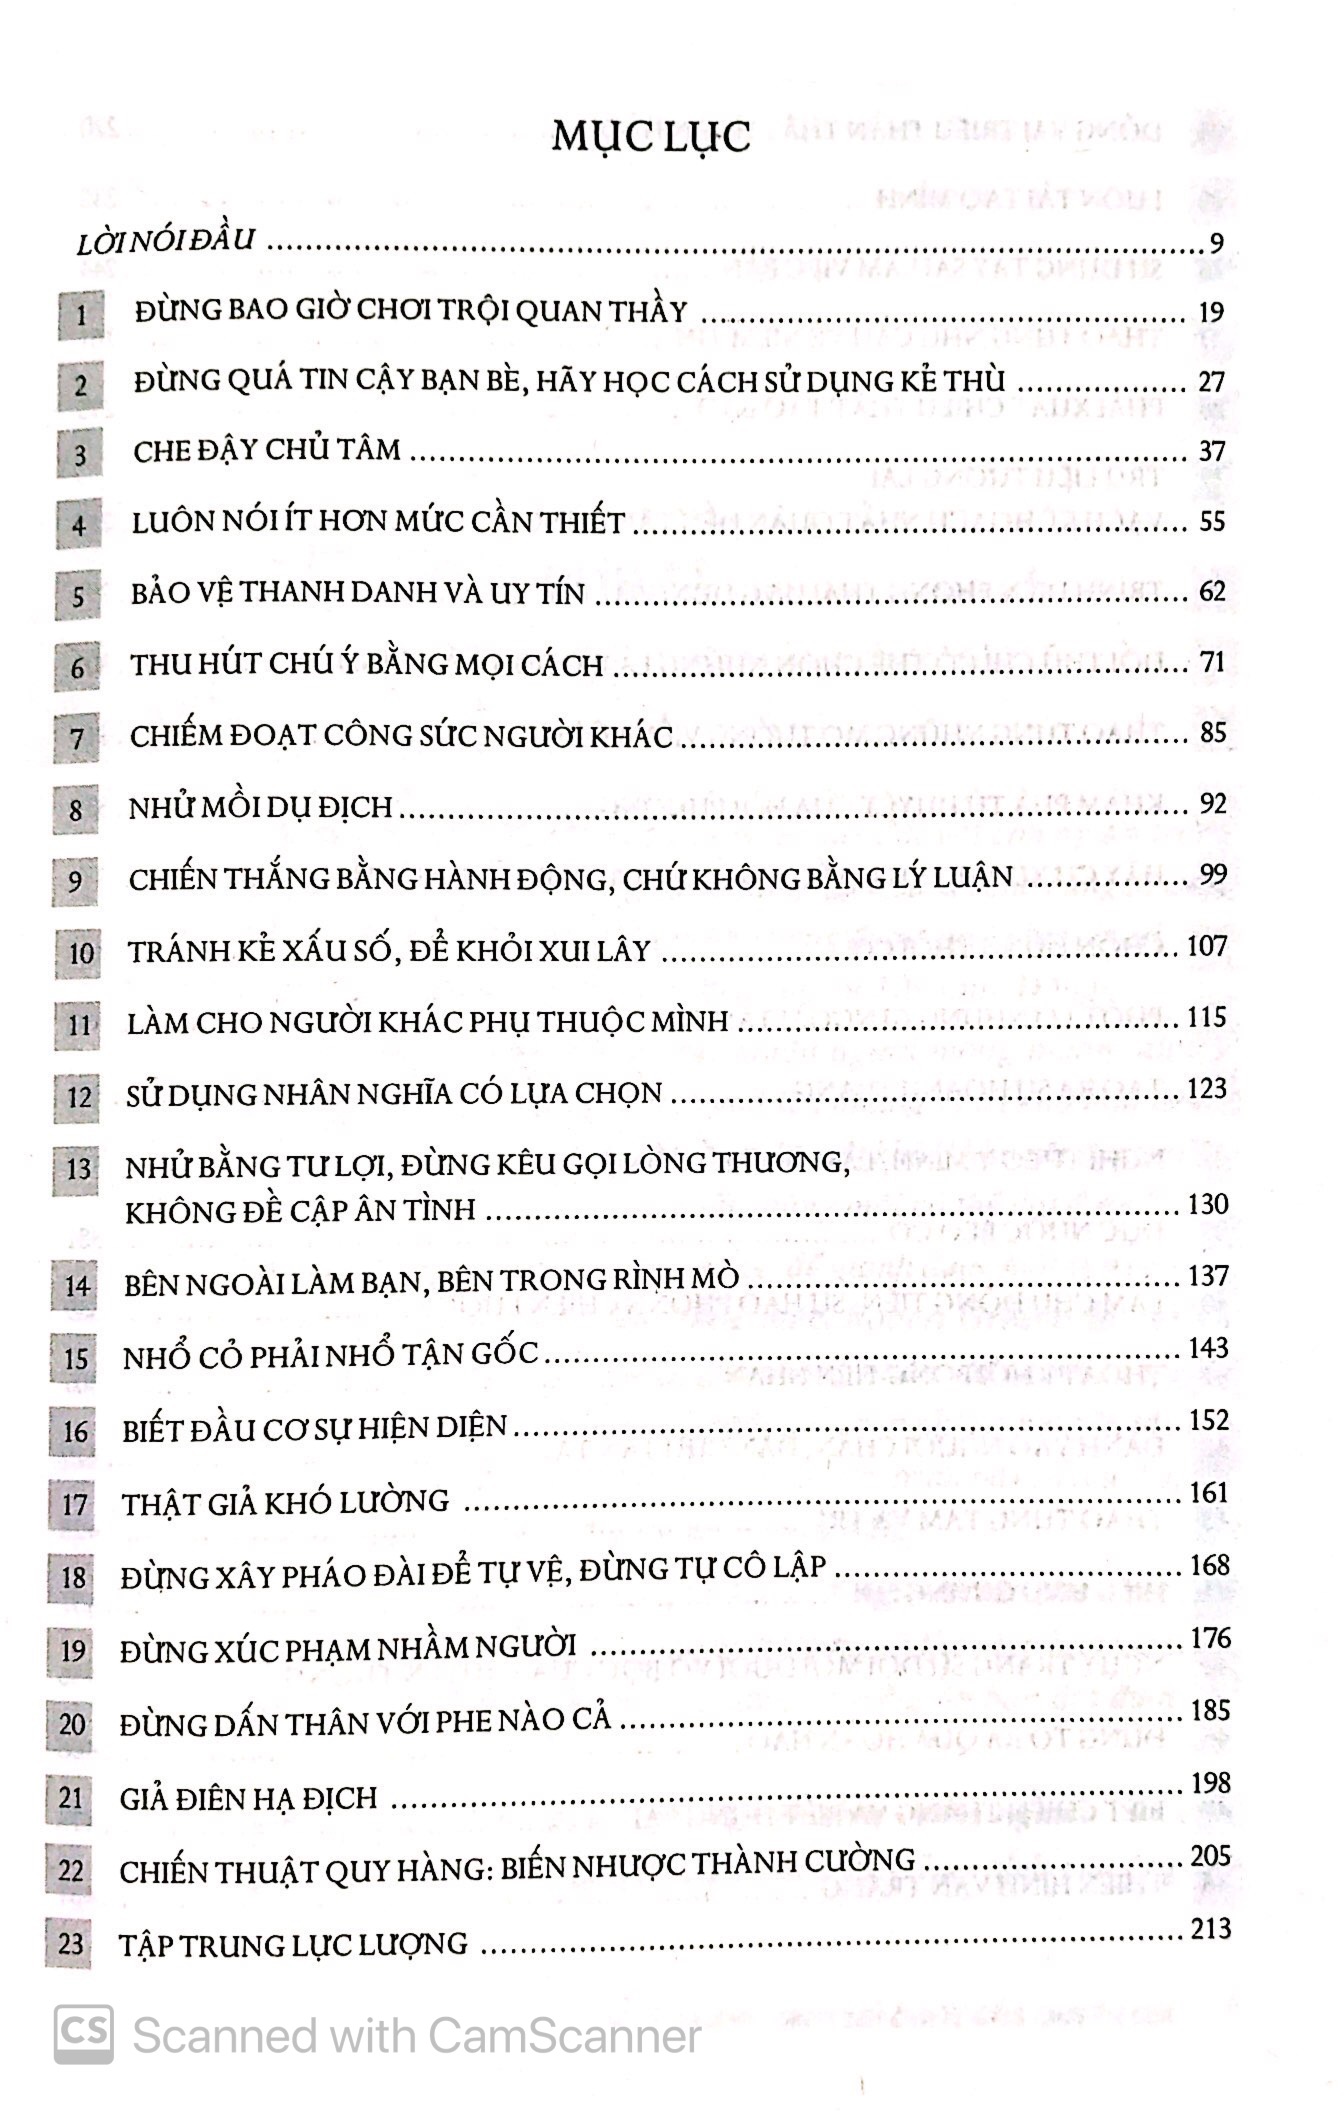 MỤC LỤC
LỜI NÓI ĐẦU ........ 9
1 ĐỪNG BAO GIỜ CHƠI TRỘI QUAN THẦY ........ 19
2 ĐỪNG QUÁ TIN CẬY BẠN BÈ, HÃY HỌC CÁCH SỬ DỤNG KẺ THÙ ........ 27
3 CHE ĐẬY CHỦ TÂM ........ 37
4 LUÔN NÓI ÍT HƠN MỨC CẦN THIẾT ........ 55
5 BẢO VỆ THANH DANH VÀ UY TÍN ........ 62
6 THU HÚT CHÚ Ý BẰNG MỌI CÁCH ........ 71
7 CHIẾM ĐOẠT CÔNG SỨC NGƯỜI KHÁC ........ 85
8 NHỬ MỒI DỤ ĐỊCH ........ 92
9 CHIẾN THẮNG BẰNG HÀNH ĐỘNG, CHỨ KHÔNG BẰNG LÝ LUẬN ........ 99
10 TRÁNH KẺ XẤU SỐ, ĐỂ KHỎI XUI LÂY ........ 107
11 LÀM CHO NGƯỜI KHÁC PHỤ THUỘC MÌNH ........ 115
12 SỬ DỤNG NHÂN NGHĨA CÓ LỰA CHỌN ........ 123
13 NHỬ BẰNG TƯ LỢI, ĐỪNG KÊU GỌI LÒNG THƯƠNG,
KHÔNG ĐỀ CẬP ÂN TÌNH ........ 130
14 BÊN NGOÀI LÀM BẠN, BÊN TRONG RÌNH MÒ ........ 137
15 NHỔ CỎ PHẢI NHỔ TẬN GỐC ........ 143
16 BIẾT ĐẦU CƠ SỰ HIỆN DIỆN ........ 152
17 THẬT GIẢ KHÓ LƯỜNG ........ 161
18 ĐỪNG XÂY PHÁO ĐÀI ĐỂ TỰ VỆ, ĐỪNG TỰ CÔ LẬP ........ 168
19 ĐỪNG XÚC PHẠM NHẦM NGƯỜI ........ 176
20 ĐỪNG DẤN THÂN VỚI PHE NÀO CẢ ........ 185
21 GIẢ ĐIÊN HẠ ĐỊCH ........ 198
22 CHIẾN THUẬT QUY HÀNG: BIẾN NHƯỢC THÀNH CƯỜNG ........ 205
23 TẬP TRUNG LỰC LƯỢNG ........ 213
CS Scanned with CamScanner